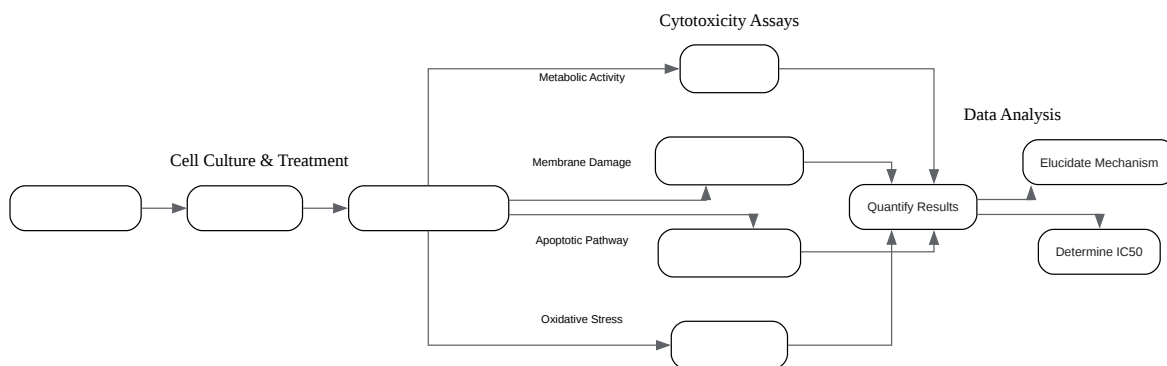 Cytotoxicity Assays
Metabolic Activity
Data Analysis
Cell Culture & Treatment
Membrane Damage
Elucidate Mechanism
Quantify Results
Apoptotic Pathway
Determine IC50
Oxidative Stress